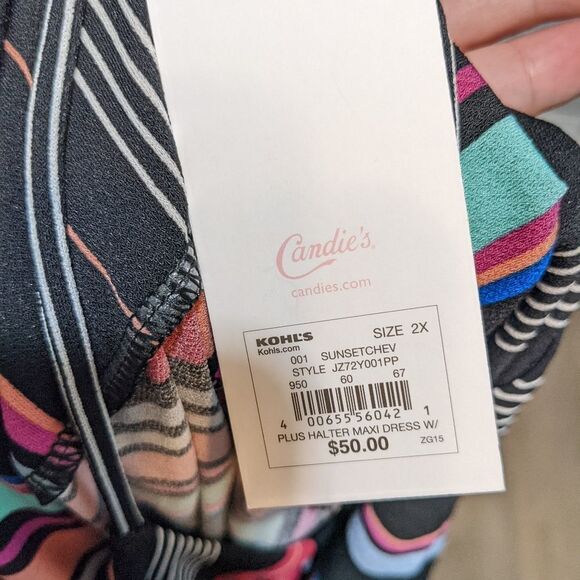 Candie's®
candies.com
KOHL'S SIZE 2X
Kohls.com
001 SUNSETCHEV
STYLE JZ72Y001PP
950 60 67
4 00655 56042 1
PLUS HALTER MAXI DRESS W/
$50.00 ZG15